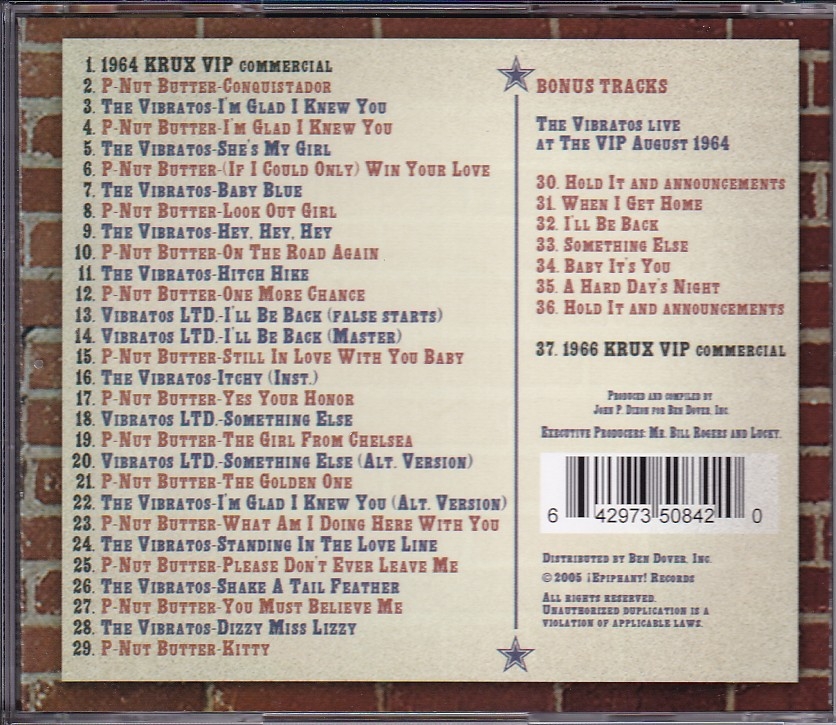 1. 1964 KRUX VIP COMMERCIAL
2. P-NUT BUTTER-CONQUISTADOR
3. THE VIBRATOS-I'M GLAD I KNEW YOU
4. P-NUT BUTTER-I'M GLAD I KNEW YOU
5. THE VIBRATOS-SHE'S MY GIRL
6. P-NUT BUTTER-(IF I COULD ONLY) WIN YOUR LOVE
7. THE VIBRATOS-BABY BLUE
8. P-NUT BUTTER-LOOK OUT GIRL
9. THE VIBRATOS-HEY, HEY, HEY
10. P-NUT BUTTER-ON THE ROAD AGAIN
11. THE VIBRATOS-HITCH HIKE
12. P-NUT BUTTER-ONE MORE CHANCE
13. VIBRATOS LTD.-I'LL BE BACK (FALSE STARTS)
14. VIBRATOS LTD.-I'LL BE BACK (MASTER)
15. P-NUT BUTTER-STILL IN LOVE WITH YOU BABY
16. THE VIBRATOS-ITCHY (INST.)
17. P-NUT BUTTER-YES YOUR HONOR
18. VIBRATOS LTD.-SOMETHING ELSE
19. P-NUT BUTTER-THE GIRL FROM CHELSEA
20. VIBRATOS LTD.-SOMETHING ELSE (ALT. VERSION)
21. P-NUT BUTTER-THE GOLDEN ONE
22. THE VIBRATOS-I'M GLAD I KNEW YOU (ALT. VERSION)
23. P-NUT BUTTER-WHAT AM I DOING HERE WITH YOU
24. THE VIBRATOS-STANDING IN THE LOVE LINE
25. P-NUT BUTTER-PLEASE DON'T EVER LEAVE ME
26. THE VIBRATOS-SHAKE A TAIL FEATHER
27. P-NUT BUTTER-YOU MUST BELIEVE ME
28. THE VIBRATOS-DIZZY MISS LIZZY
29. P-NUT BUTTER-KITTY
BONUS TRACKS
THE VIBRATOS LIVE
AT THE VIP AUGUST 1964
30. HOLD IT AND ANNOUNCEMENTS
31. WHEN I GET HOME
32. I'LL BE BACK
33. SOMETHING ELSE
34. BABY IT'S YOU
35. A HARD DAY'S NIGHT
36. HOLD IT AND ANNOUNCEMENTS
37. 1966 KRUX VIP COMMERCIAL
PRODUCED AND COMPILED BY
JOHN P. DIXON FOR BEN DOVER, INC.
EXECUTIVE PRODUCERS: MR. BILL ROGERS AND LUCKY.
6 42973 50842 0
DISTRIBUTED BY BEN DOVER, INC.
© 2005 ¡EPIPHANY! RECORDS
ALL RIGHTS RESERVED.
UNAUTHORIZED DUPLICATION IS A
VIOLATION OF APPLICABLE LAWS.